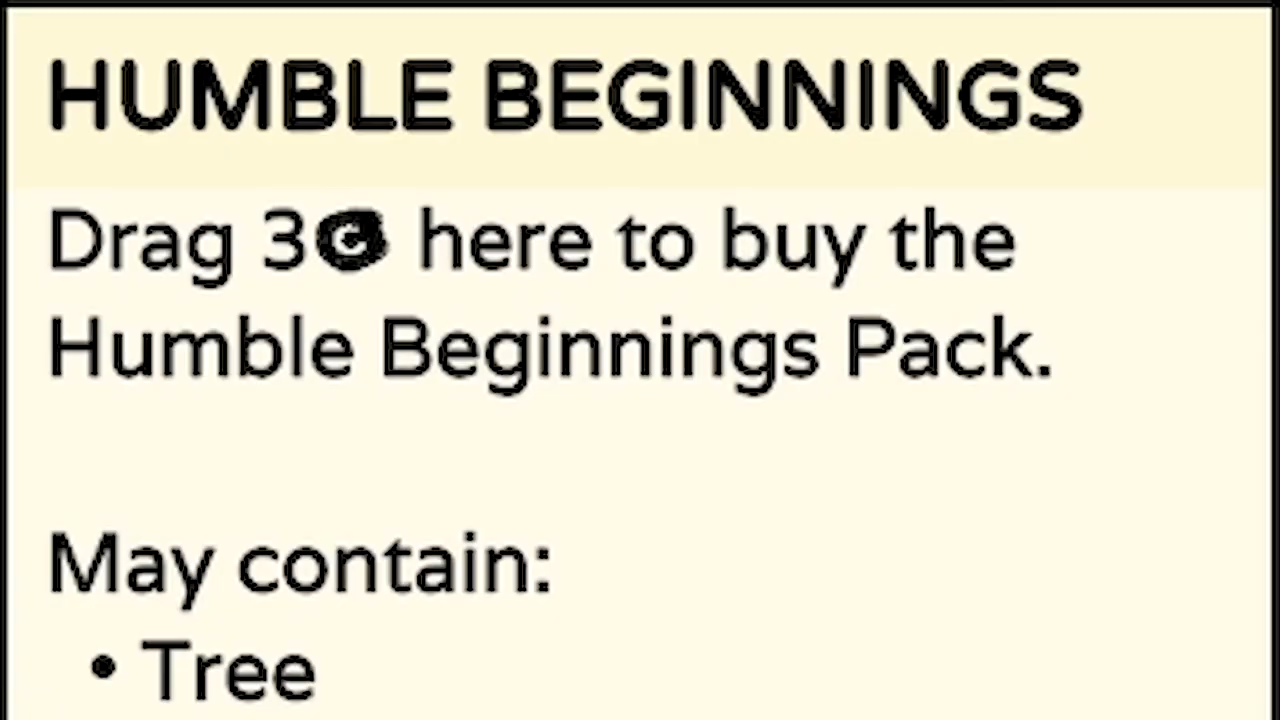 HUMBLE BEGINNINGS
Drag 3 here to buy the
Humble Beginnings Pack.
May contain:
• Tree